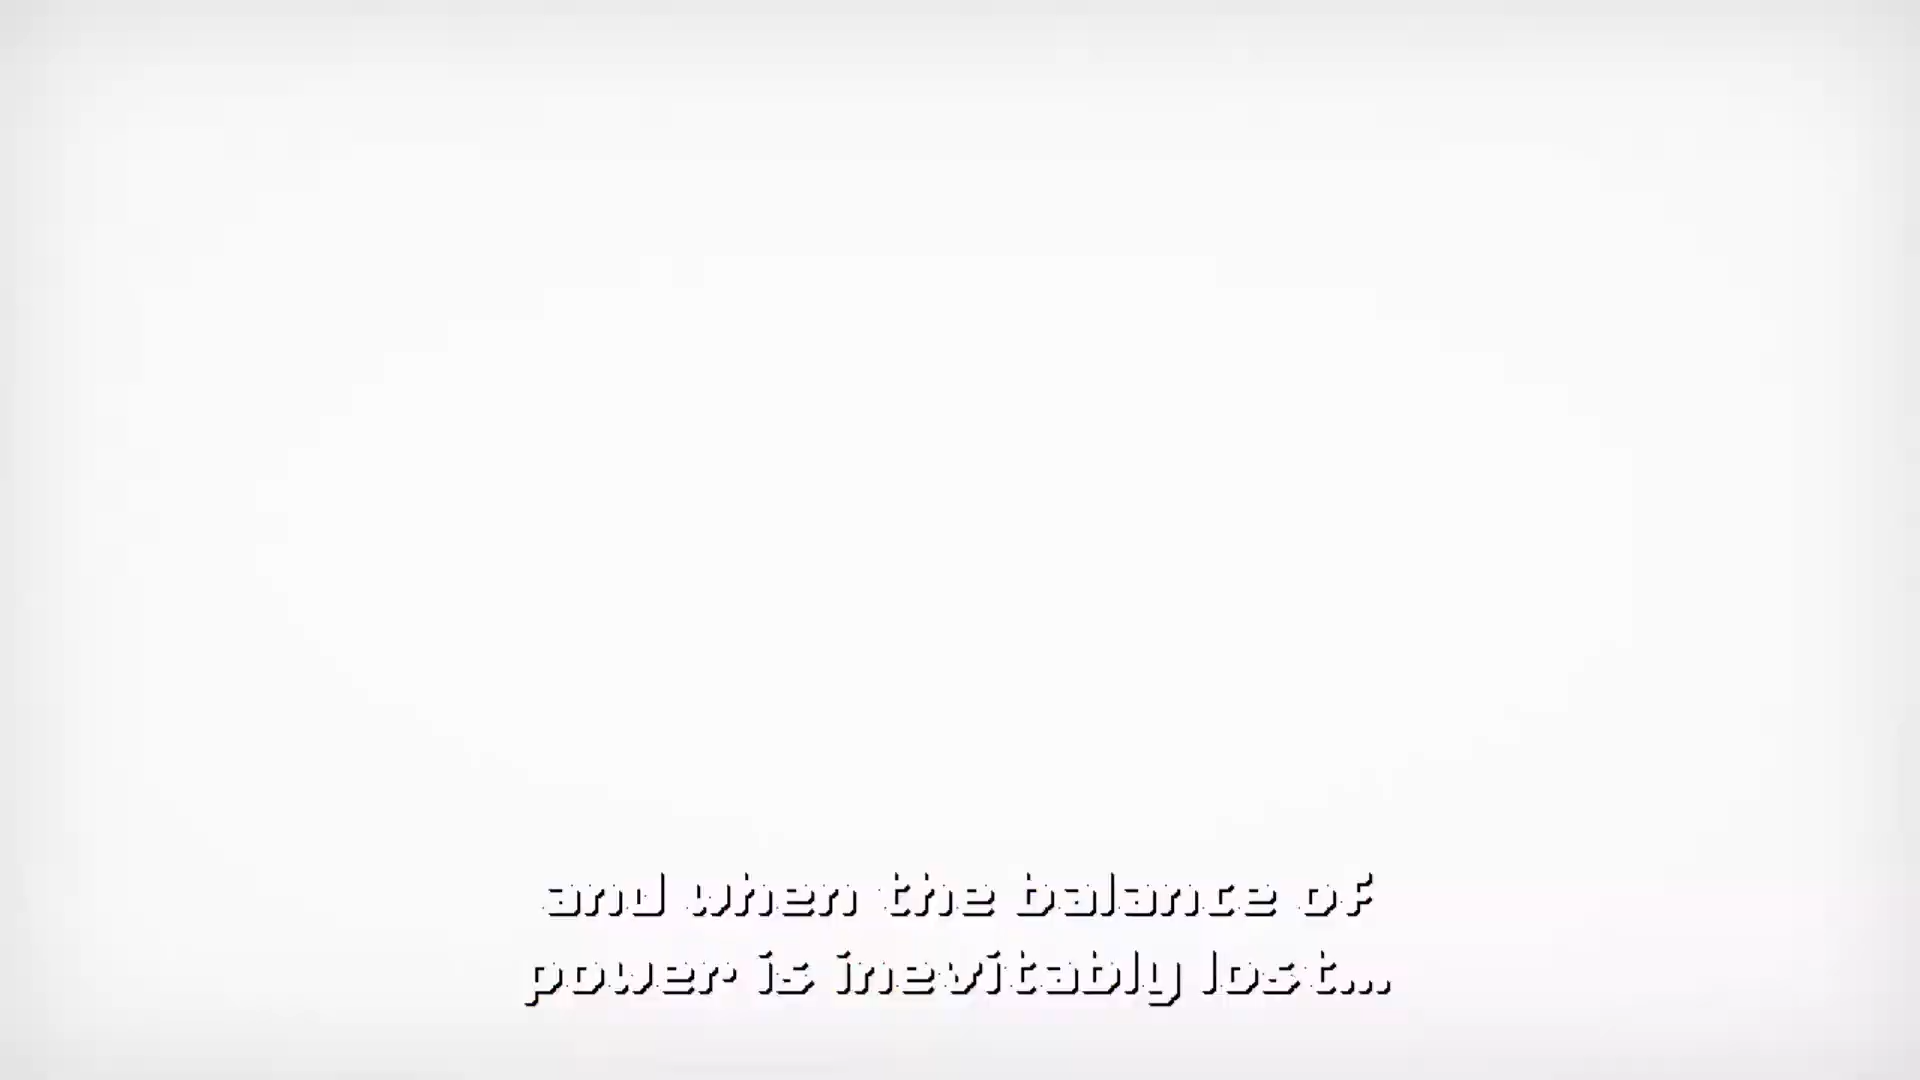 and when the balance of
power is inevitably lost...